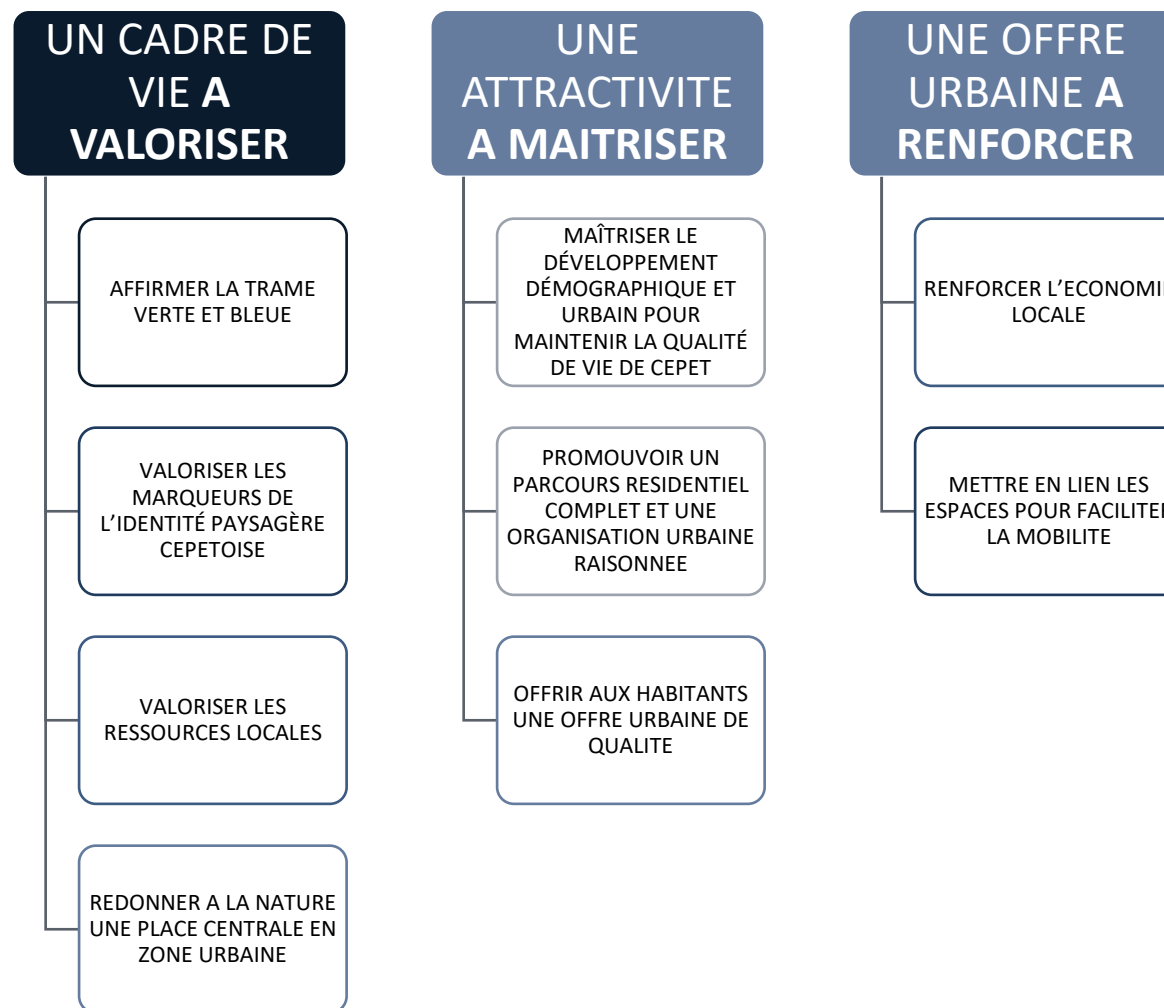 UN CADRE DE
VIE A
VALORISER
AFFIRMER LA TRAME
VERTE ET BLEUE
VALORISER LES
MARQUEURS DE
L’IDENTITÉ PAYSAGÈRE
CEPETOISE
VALORISER LES
RESSOURCES LOCALES
REDONNER A LA NATURE
UNE PLACE CENTRALE EN
ZONE URBAINE
UNE
ATTRACTIVITE
A MAITRISER
MAÎTRISER LE
DÉVELOPPEMENT
DÉMOGRAPHIQUE ET
URBAIN POUR
MAINTENIR LA QUALITÉ
DE VIE DE CEPET
PROMOUVOIR UN
PARCOURS RESIDENTIEL
COMPLET ET UNE
ORGANISATION URBAINE
RAISONNEE
OFFRIR AUX HABITANTS
UNE OFFRE URBAINE DE
QUALITE
UNE OFFRE
URBAINE A
RENFORCER
RENFORCER L’ECONOMI
LOCALE
METTRE EN LIEN LES
ESPACES POUR FACILITER
LA MOBILITE